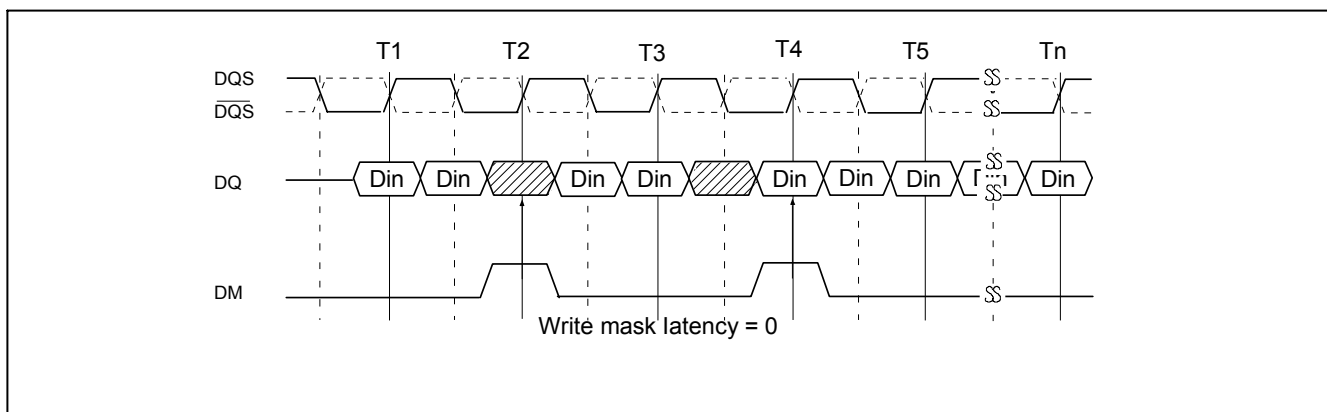 T1 T2 T3 T4 T5 Tn
DQS
DQS
DQ Din Din Din Din Din Din Din Din
DM
Write mask latency = 0